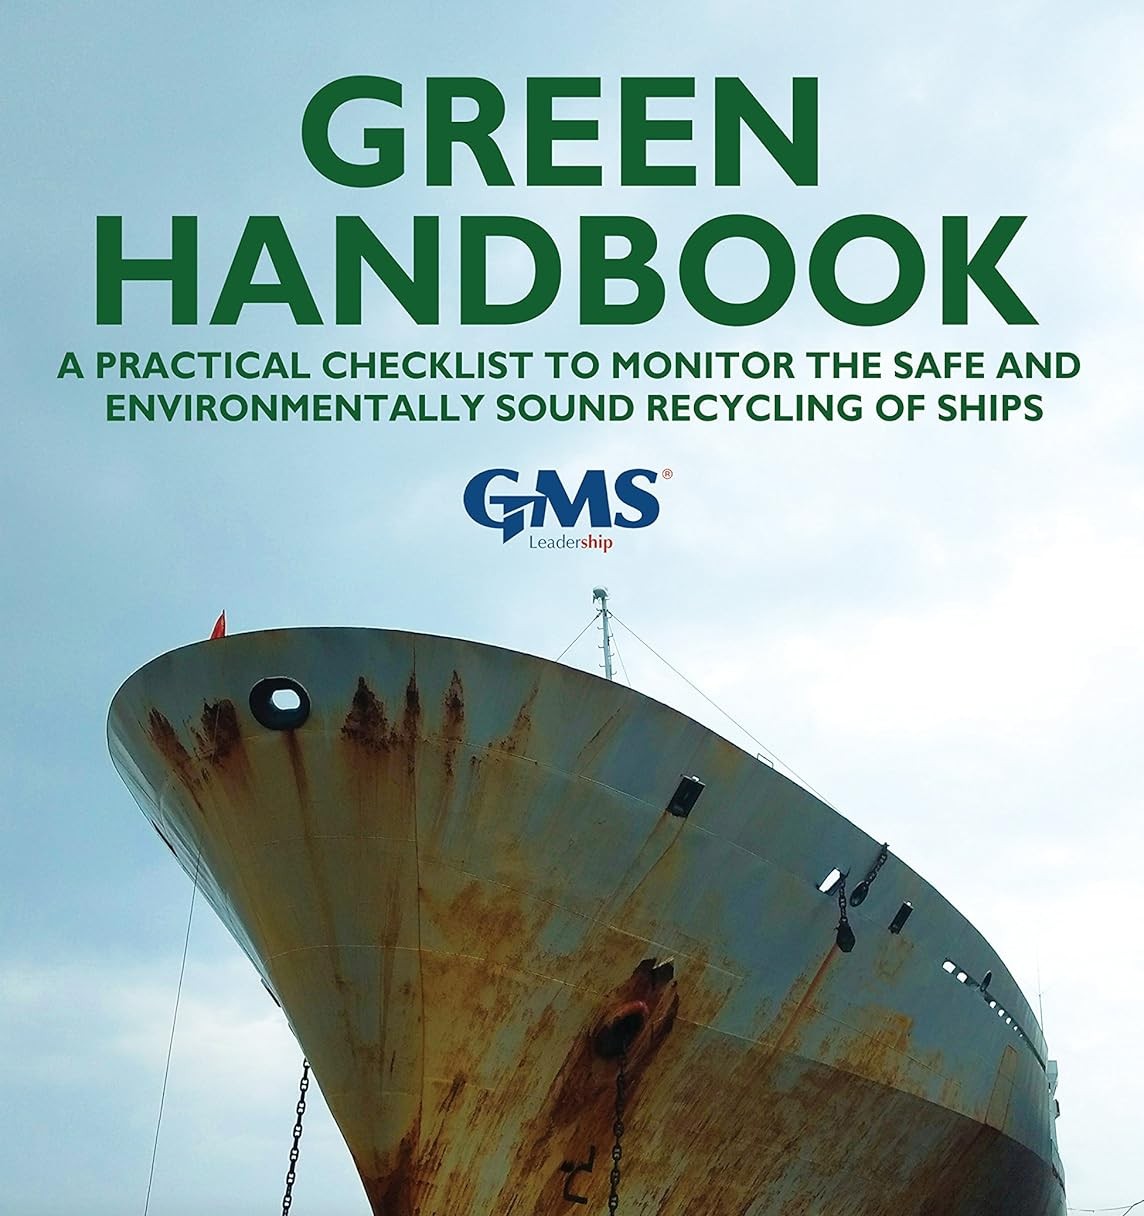 GREEN
HANDBOOK
A PRACTICAL CHECKLIST TO MONITOR THE SAFE AND
ENVIRONMENTALLY SOUND RECYCLING OF SHIPS
GMS®
Leadership